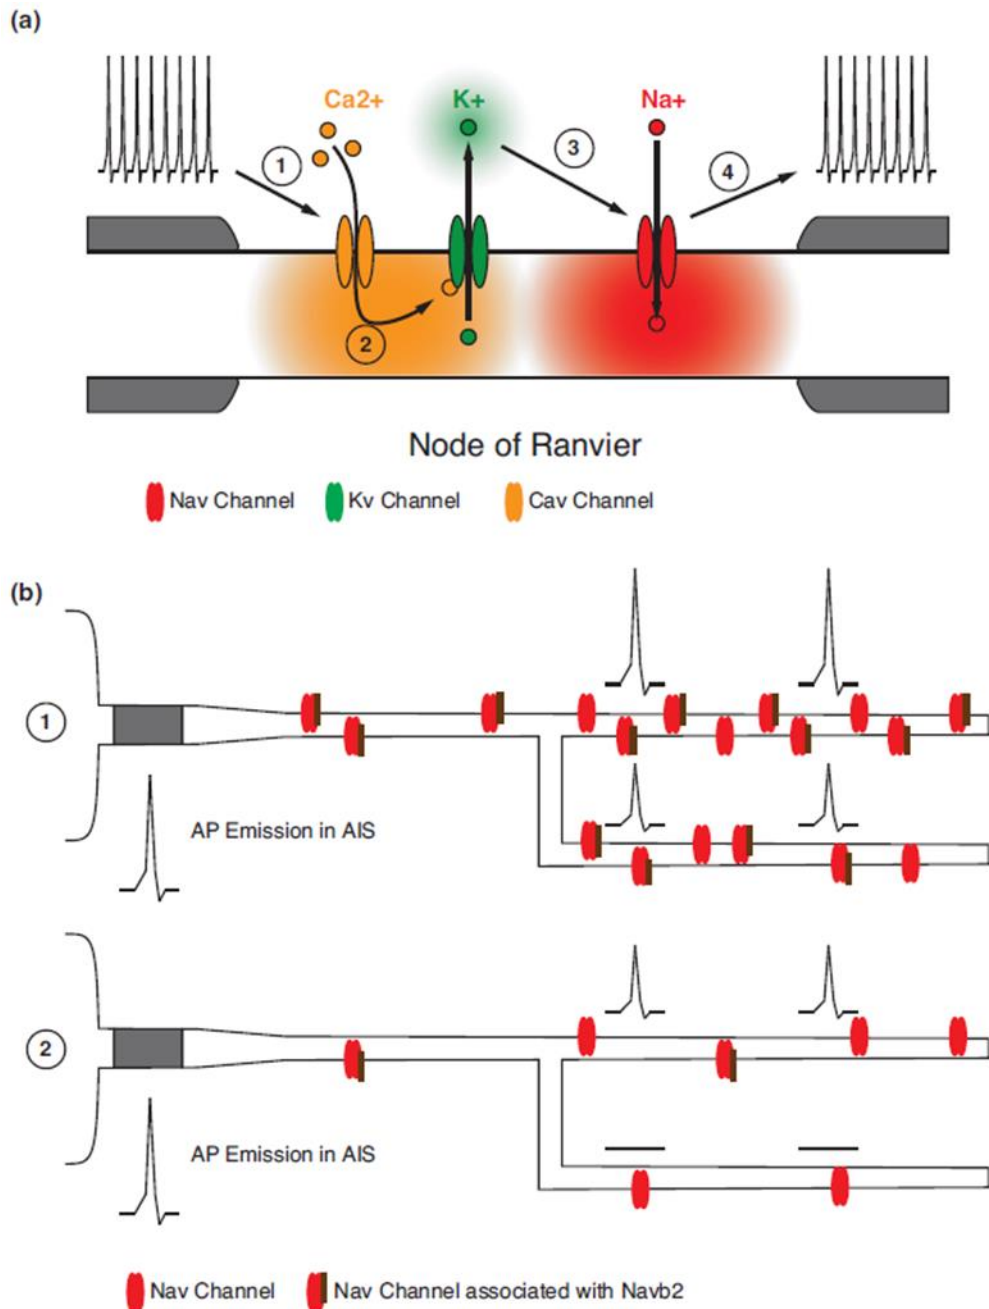 (a)
Ca2+ K+ Na+
1 3 4
2
Node of Ranvier
Nav Channel Kv Channel Cav Channel
(b)
1
AP Emission in AIS
2
AP Emission in AIS
Nav Channel Nav Channel associated with Navb2